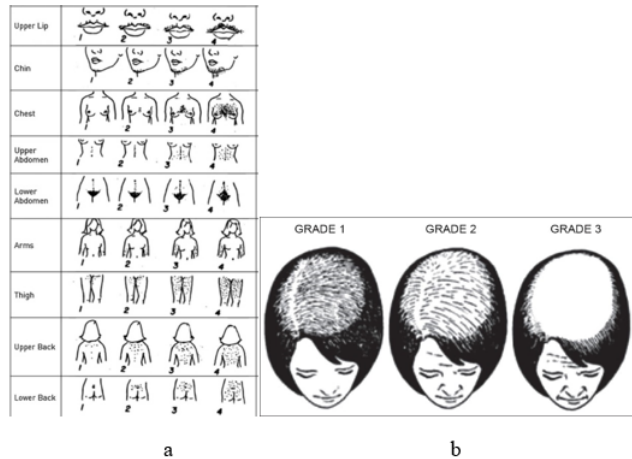 Upper Lip
1 2 3 4
Chin
1 2 3 4
Chest
1 2 3 4
Upper
Abdomen
1 2 3 4
Lower
Abdomen
1 2 3 4
Arms
1 2 3 4
Thigh
1 2 3 4
Upper Back
1 2 3 4
Lower Back
1 2 3 4
GRADE 1 GRADE 2 GRADE 3
a b